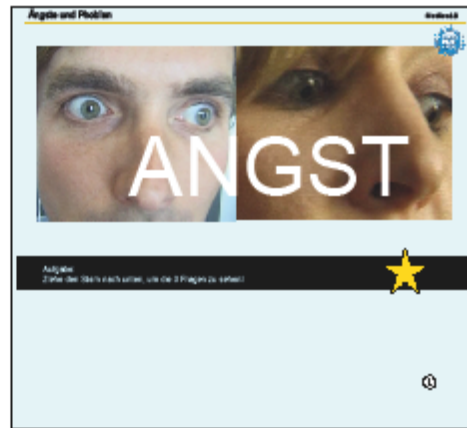 Ängste und Phobien
ANGST
Aufgabe:
Ziehe den Stern nach unten, um die 3 Fragen zu sehen!